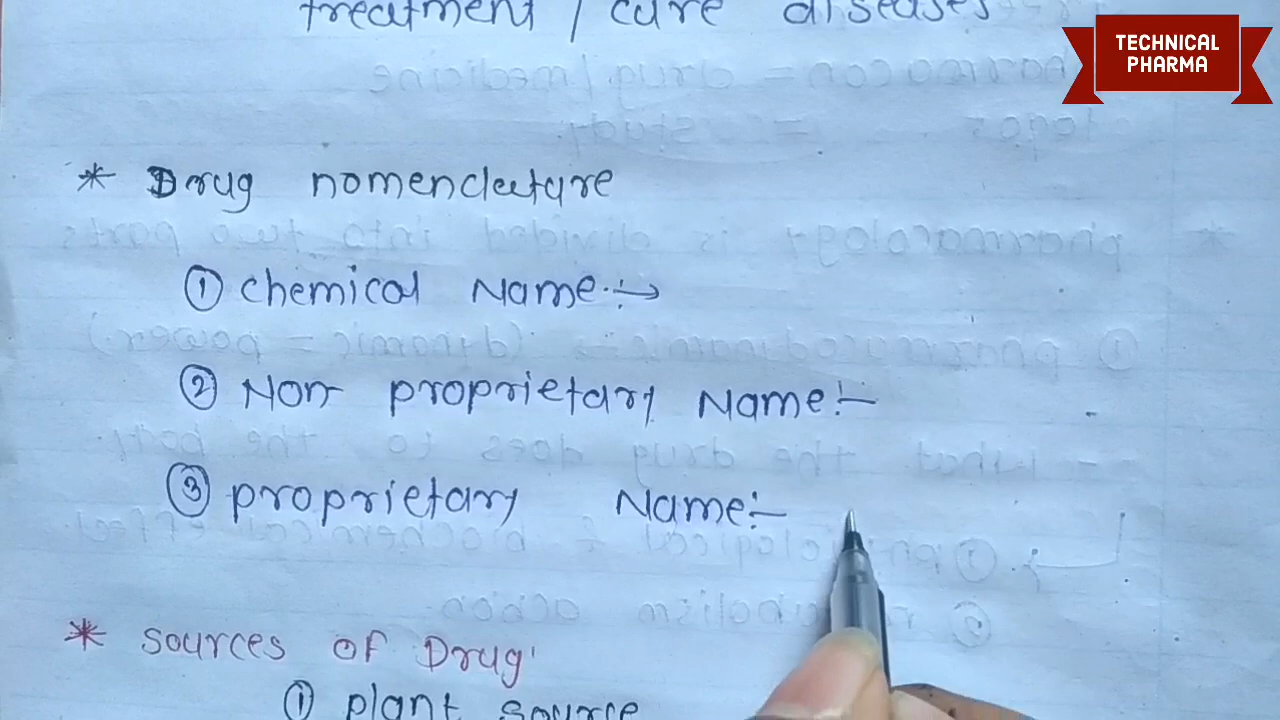 treatment / cure diseases
TECHNICAL
PHARMA
* Drug nomenclature
① chemical Name:→
② Non proprietary Name:-
③ proprietary Name:-
* Sources of Drug
① plant source